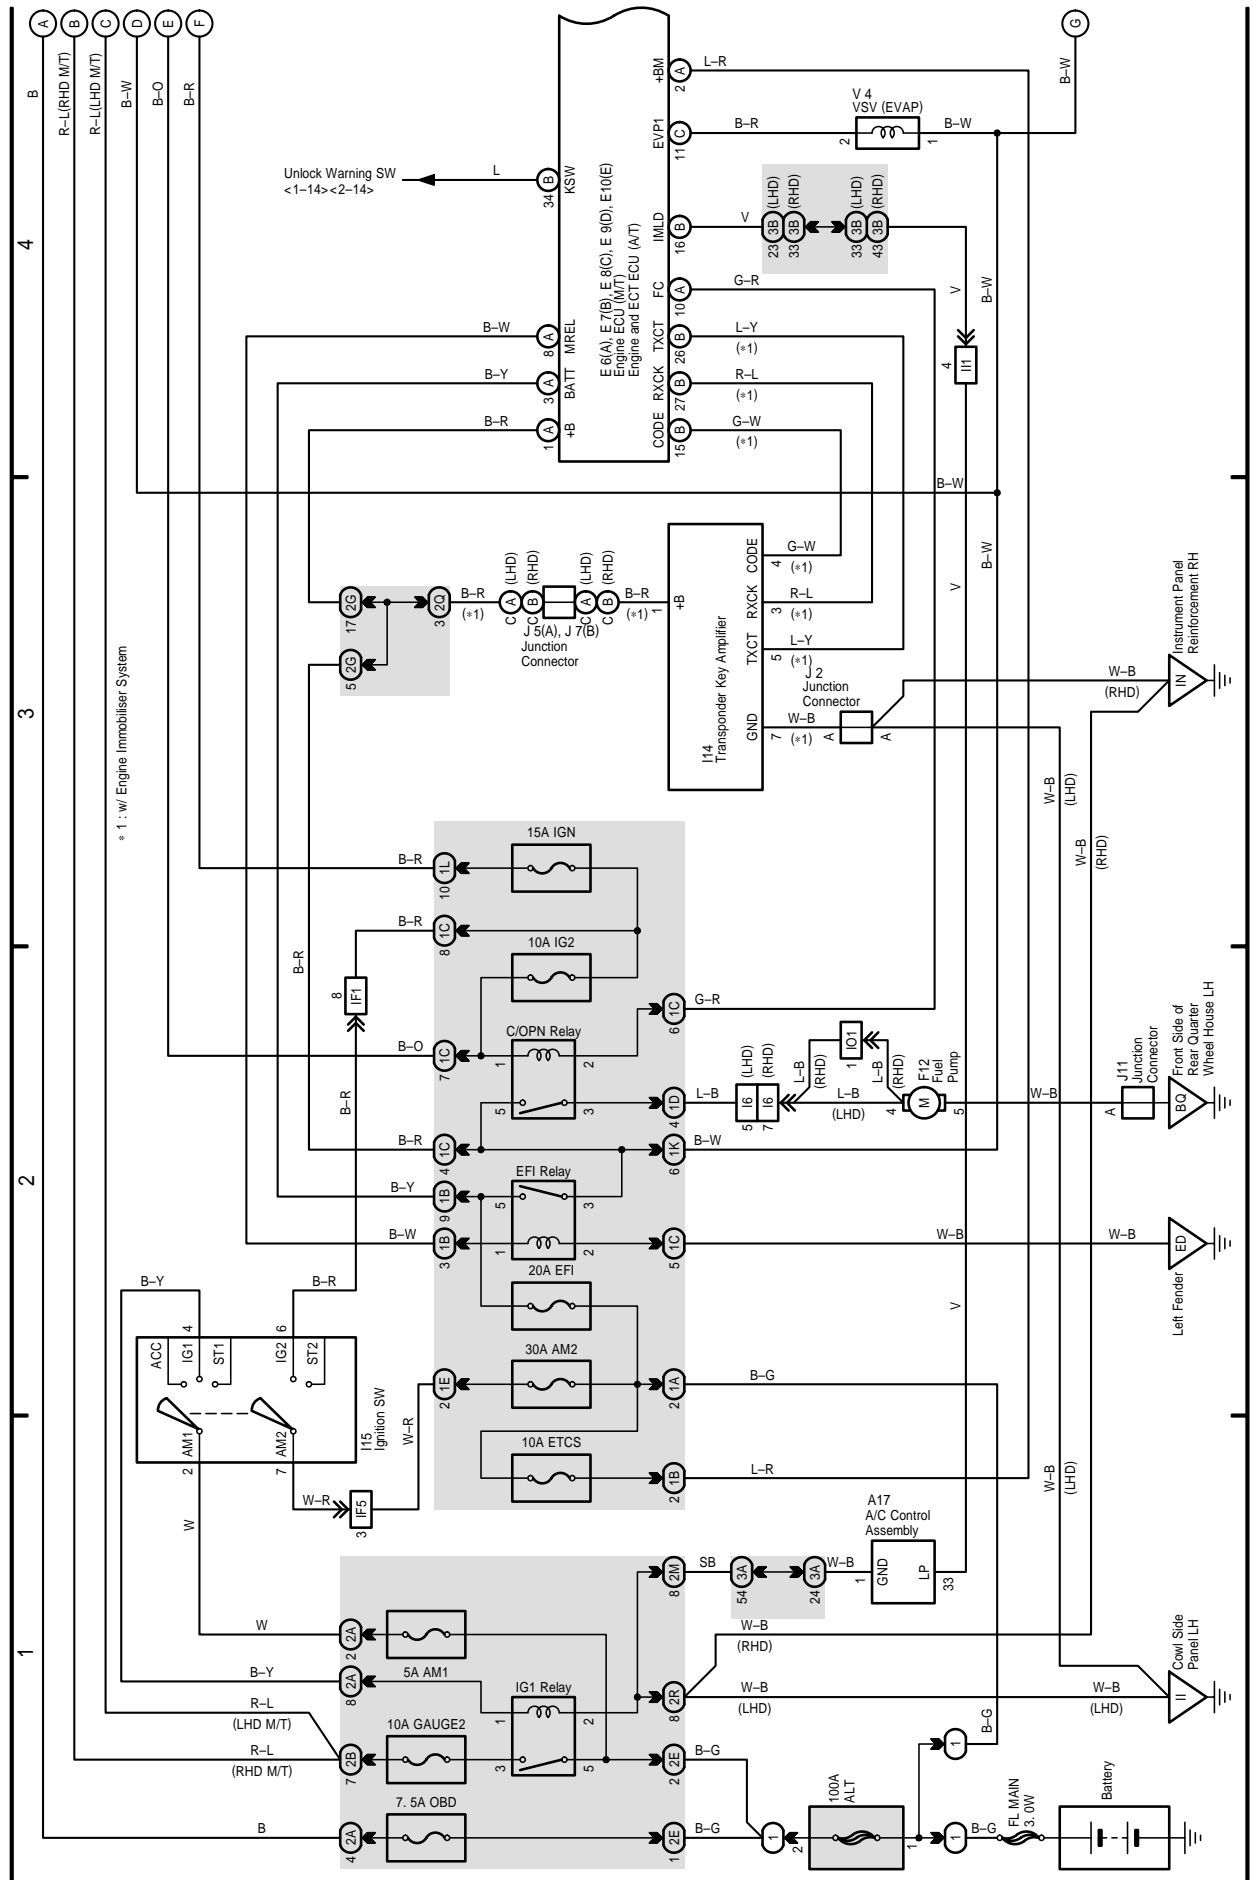 A
B
C
D
E
F
G
B
R–L(RHD M/T)
R–L(LHD M/T)
B–W
B–O
B–R
B–W
4
3
2
1
Unlock Warning SW
<1–14><2–14>
L
34 B KSW
2 A +BM
L–R
11 C EVP1
B–R
V 4
VSV (EVAP)
2
1
B–W
16 B IMLD
V
23 3B (LHD)
33 3B (RHD)
33 3B (LHD)
43 3B (RHD)
V
B–W
10 A FC
G–R
26 B TXCT
L–Y
(∗1)
27 B RXCK
R–L
(∗1)
15 B CODE
G–W
(∗1)
8 A MREL
B–W
3 A BATT
B–Y
1 A +B
B–R
E 6(A), E 7(B), E 8(C), E 9(D), E10(E)
Engine ECU (M/T)
Engine and ECT ECU (A/T)
4
II1
B–W
∗ 1 : w/ Engine Immobiliser System
17 2G
5 2G
3 2Q
B–R
(∗1)
C A (LHD)
C B (RHD)
C A (LHD)
C B (RHD)
J 5(A), J 7(B)
Junction
Connector
B–R
(∗1)
1
+B
I14
Transponder Key Amplifier
CODE
4
G–W
(∗1)
RXCK
3
R–L
(∗1)
TXCT
5
L–Y
(∗1)
GND
7
W–B
(∗1)
J 2
Junction
Connector
A
A
V
B–W
W–B
(RHD)
IN
Instrument Panel
Reinforcement RH
W–B
(LHD)
W–B
(RHD)
15A IGN
B–R
10 1L
B–R
8 1C
B–R
8
IF1
B–R
10A IG2
6 1C
G–R
C/OPN Relay
1
2
5
3
B–O
7 1C
4 1D
L–B
5 I6 (LHD)
7 I6 (RHD)
L–B
(RHD)
1 IO1
L–B
(RHD)
L–B
(LHD)
4
M
5
F12
Fuel
Pump
W–B
A
J11
Junction
Connector
BQ
Front Side of
Rear Quarter
Wheel House LH
B–R
4 1C
6 1K
B–W
EFI Relay
5
3
1
2
B–Y
9 1B
B–W
3 1B
5 1C
W–B
W–B
ED
Left Fender
20A EFI
V
B–Y
B–R
4
6
ACC
IG1
ST1
IG2
ST2
AM1
AM2
2
7
I15
Ignition SW
30A AM2
2 1E
2 1A
B–G
W–R
W–R
3 IF5
W
10A ETCS
2 1B
L–R
W–B
(LHD)
A17
A/C Control
Assembly
GND
LP
1
33
8 2M
SB
54 3A
24 3A
W–B
W
2 2A
5A AM1
B–Y
8 2A
IG1 Relay
1
2
3
5
W–B
(RHD)
8 2R
W–B
(LHD)
W–B
(LHD)
II
Cowl Side
Panel LH
R–L
(LHD M/T)
R–L
(RHD M/T)
7 2B
10A GAUGE2
2 2E
B–G
B–G
1
7. 5A OBD
B
4 2A
1 2E
B–G
1
2
100A
ALT
1
1
B–G
FL MAIN
3. 0W
Battery